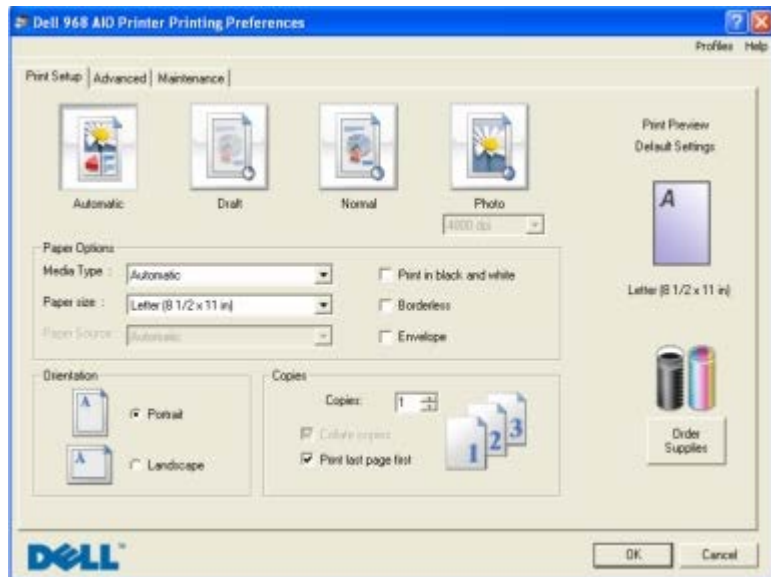 Dell 968 AIO Printer Printing Preferences
Profiles Help
Print Setup Advanced Maintenance
Automatic
Draft
Normal
Photo
4800 dpi
Print Preview
Default Settings
A
Letter (8 1/2 x 11 in)
Paper Options
Media Type : Automatic
Print in black and white
Paper size : Letter (8 1/2 x 11 in)
Borderless
Paper Source : Automatic
Envelope
Orientation
A
Portrait
A
Landscape
Copies
Copies: 1
Collate copies
Print last page first
1 2 3
Order Supplies
DELL
OK Cancel